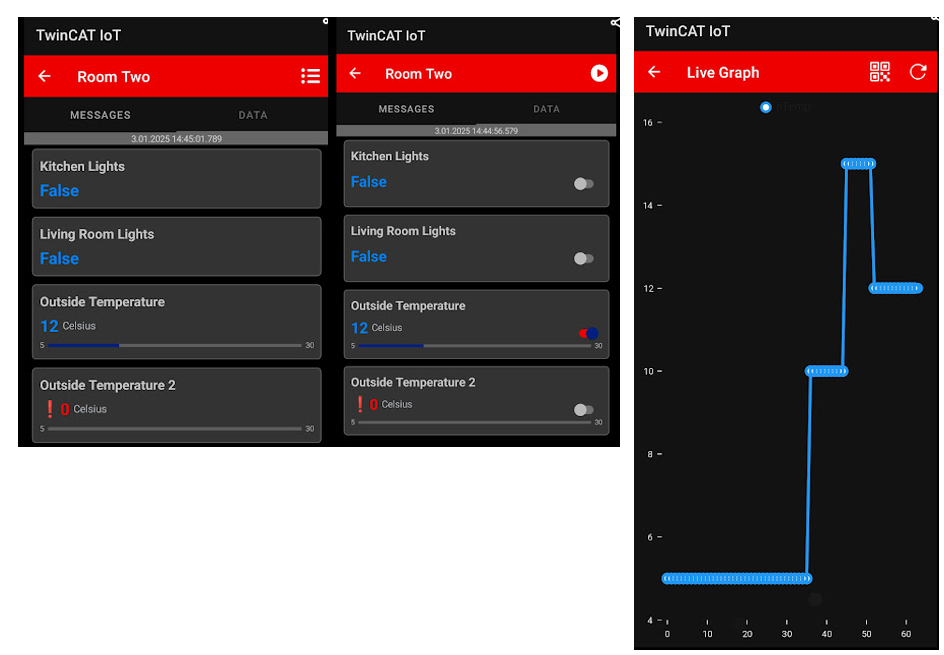 TwinCAT IoT
Room Two
MESSAGES DATA
3.01.2025 14:45:01.789
Kitchen Lights
False
Living Room Lights
False
Outside Temperature
12 Celsius
5 30
Outside Temperature 2
❗ 0 Celsius
5 30
TwinCAT IoT
Room Two
MESSAGES DATA
3.01.2025 14:44:56.579
Kitchen Lights
False
Living Room Lights
False
Outside Temperature
12 Celsius
5 30
Outside Temperature 2
❗ 0 Celsius
5 30
TwinCAT IoT
Live Graph
nTemp
16
14
12
10
8
6
4
0 10 20 30 40 50 60